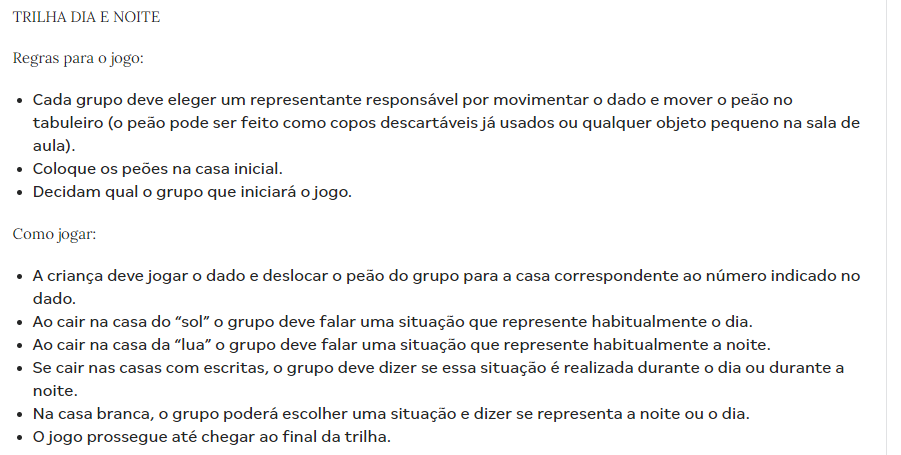 TRILHA DIA E NOITE
Regras para o jogo:
• Cada grupo deve eleger um representante responsável por movimentar o dado e mover o peão no
tabuleiro (o peão pode ser feito como copos descartáveis já usados ou qualquer objeto pequeno na sala de
aula).
• Coloque os peões na casa inicial.
• Decidam qual o grupo que iniciará o jogo.
Como jogar:
• A criança deve jogar o dado e deslocar o peão do grupo para a casa correspondente ao número indicado no
dado.
• Ao cair na casa do “sol” o grupo deve falar uma situação que represente habitualmente o dia.
• Ao cair na casa da “lua” o grupo deve falar uma situação que represente habitualmente a noite.
• Se cair nas casas com escritas, o grupo deve dizer se essa situação é realizada durante o dia ou durante a
noite.
• Na casa branca, o grupo poderá escolher uma situação e dizer se representa a noite ou o dia.
• O jogo prossegue até chegar ao final da trilha.